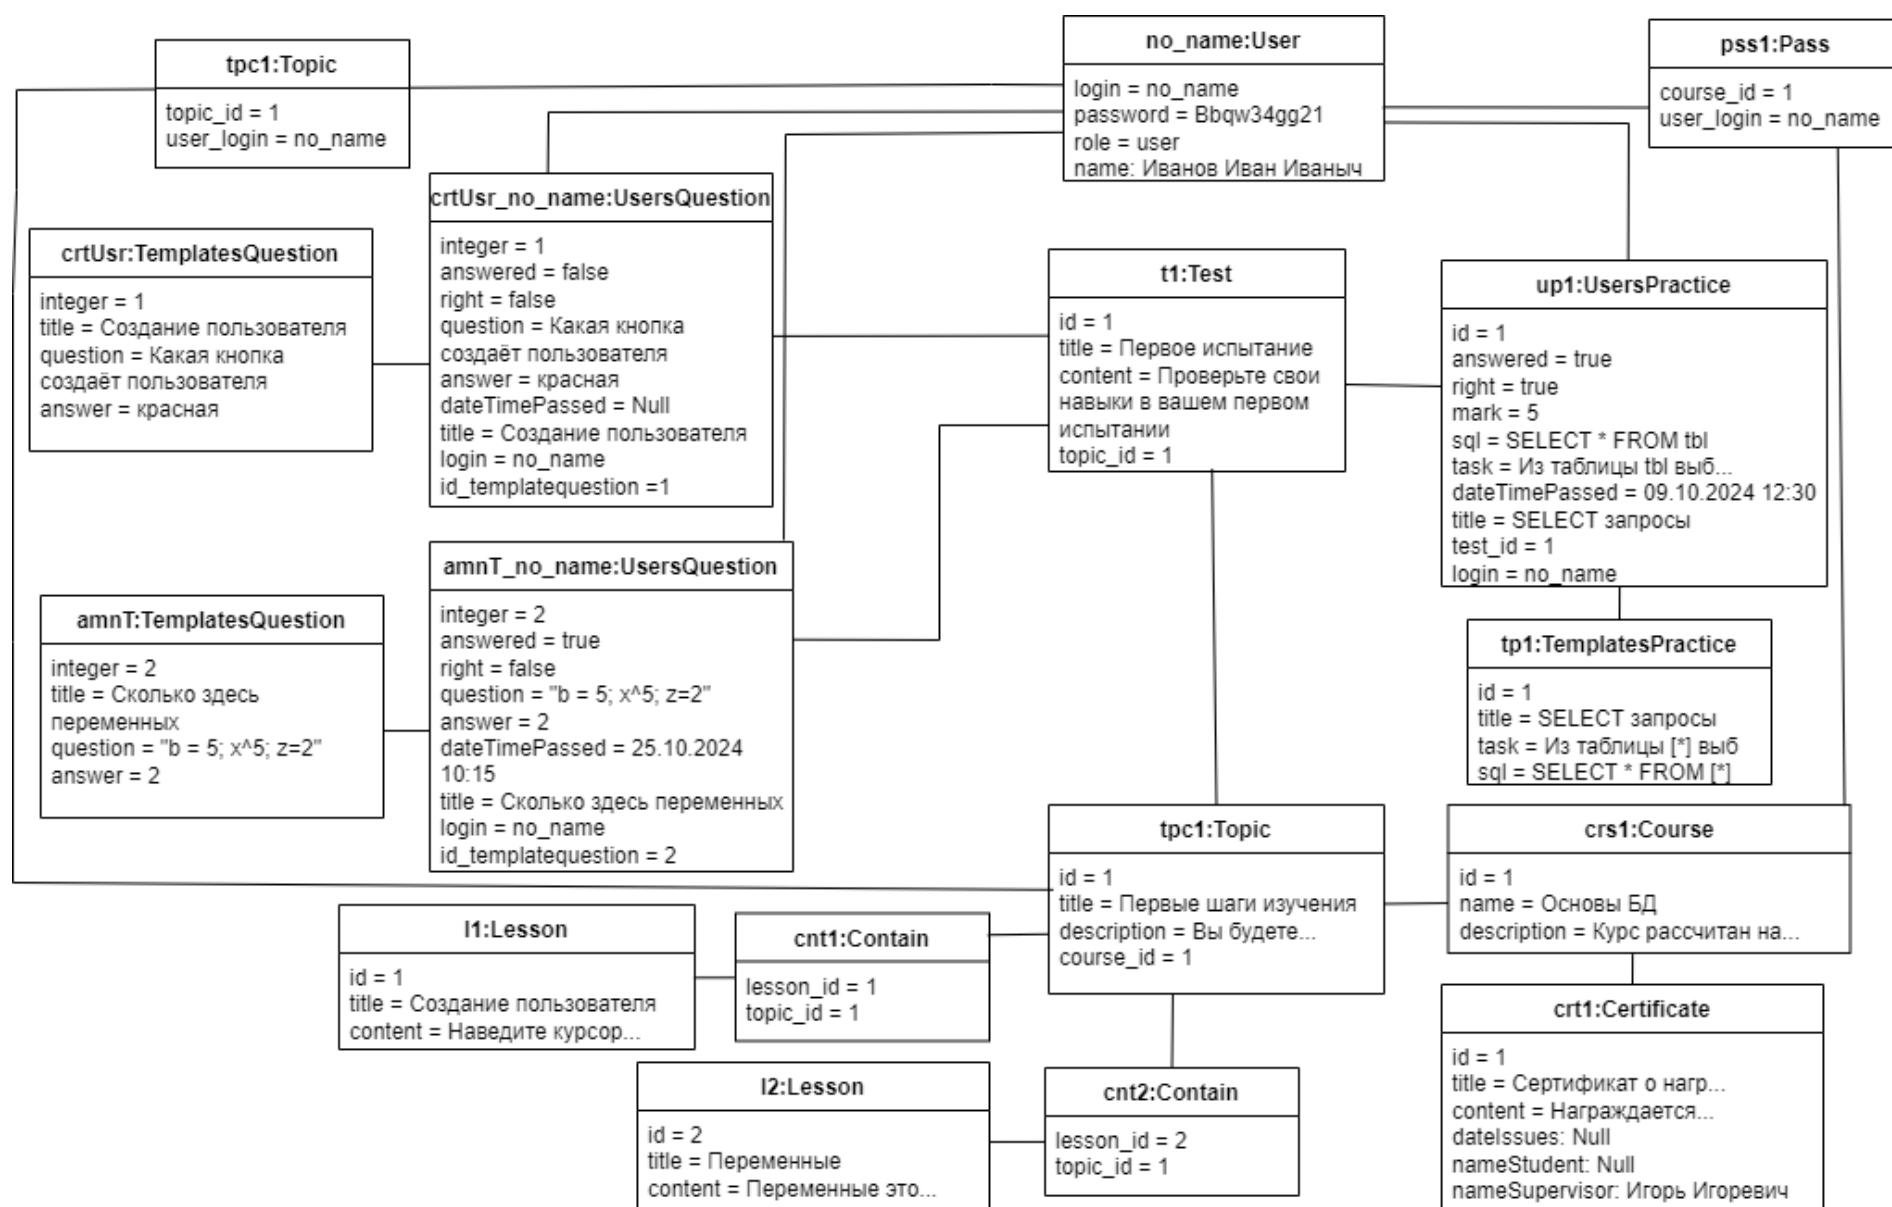 tpc1:Topic
topic_id = 1
user_login = no_name
no_name:User
login = no_name
password = Bbqw34gg21
role = user
name: Иванов Иван Иваныч
pss1:Pass
course_id = 1
user_login = no_name
crtUsr:TemplatesQuestion
integer = 1
title = Создание пользователя
question = Какая кнопка
создаёт пользователя
answer = красная
crtUsr_no_name:UsersQuestion
integer = 1
answered = false
right = false
question = Какая кнопка
создаёт пользователя
answer = красная
dateTimePassed = Null
title = Создание пользователя
login = no_name
id_templatequestion =1
t1:Test
id = 1
title = Первое испытание
content = Проверьте свои
навыки в вашем первом
испытании
topic_id = 1
up1:UsersPractice
id = 1
answered = true
right = true
mark = 5
sql = SELECT * FROM tbl
task = Из таблицы tbl выб...
dateTimePassed = 09.10.2024 12:30
title = SELECT запросы
test_id = 1
login = no_name
amnT:TemplatesQuestion
integer = 2
title = Сколько здесь
переменных
question = "b = 5; x^5; z=2"
answer = 2
amnT_no_name:UsersQuestion
integer = 2
answered = true
right = false
question = "b = 5; x^5; z=2"
answer = 2
dateTimePassed = 25.10.2024
10:15
title = Сколько здесь переменных
login = no_name
id_templatequestion = 2
tp1:TemplatesPractice
id = 1
title = SELECT запросы
task = Из таблицы [*] выб
sql = SELECT * FROM [*]
tpc1:Topic
id = 1
title = Первые шаги изучения
description = Вы будете...
course_id = 1
crs1:Course
id = 1
name = Основы БД
description = Курс рассчитан на...
l1:Lesson
id = 1
title = Создание пользователя
content = Наведите курсор...
cnt1:Contain
lesson_id = 1
topic_id = 1
l2:Lesson
id = 2
title = Переменные
content = Переменные это...
cnt2:Contain
lesson_id = 2
topic_id = 1
crt1:Certificate
id = 1
title = Сертификат о нагр...
content = Награждается...
dateIssues: Null
nameStudent: Null
nameSupervisor: Игорь Игоревич